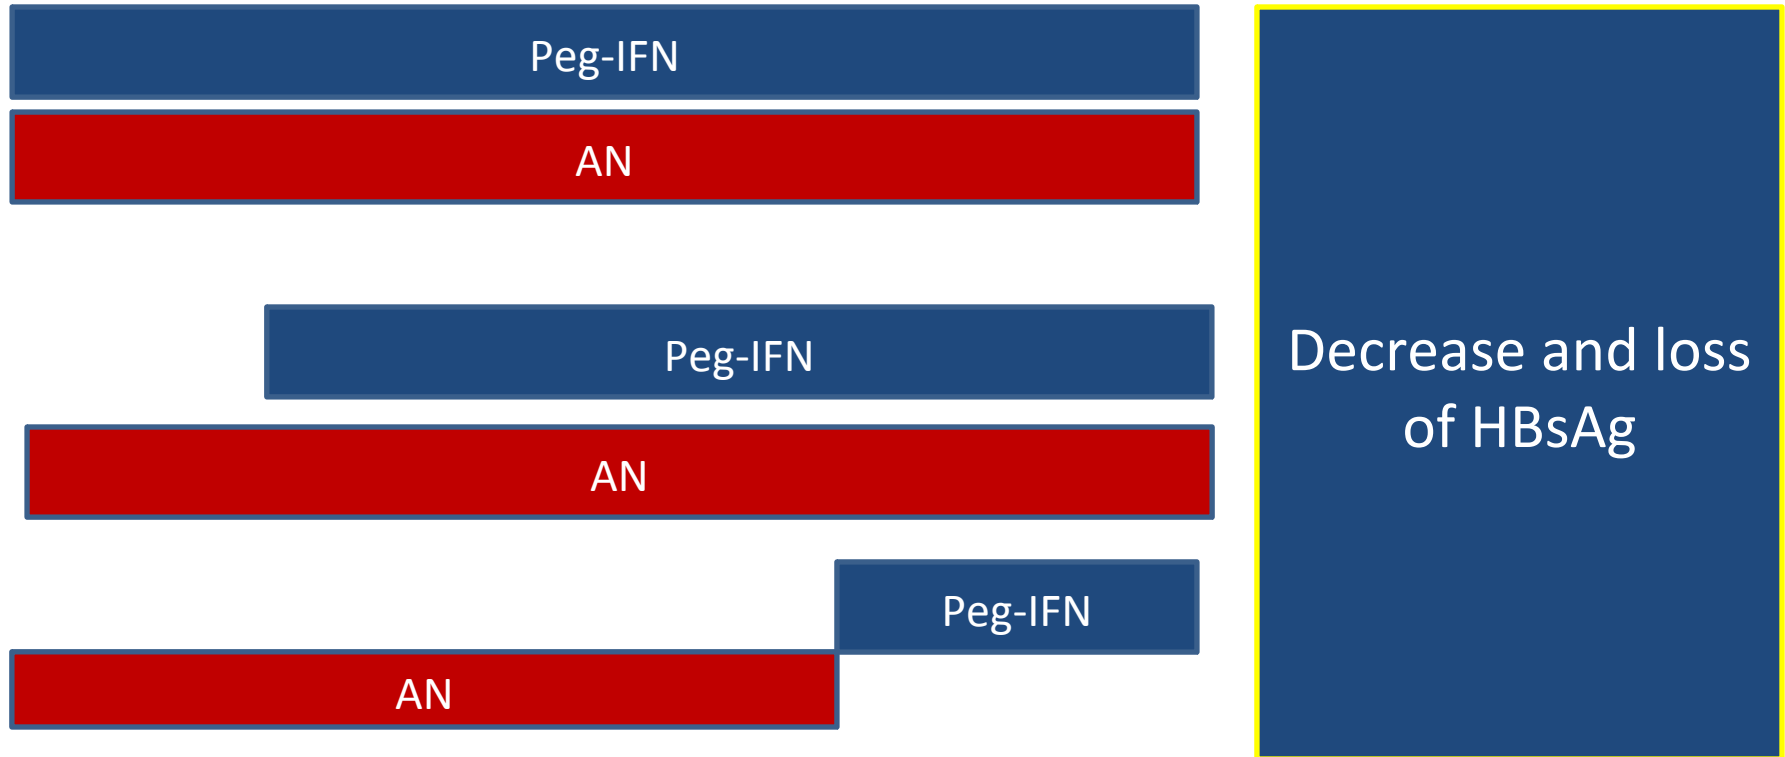 Peg-IFN
AN
Peg-IFN
AN
Peg-IFN
AN
Decrease and loss
of HBsAg